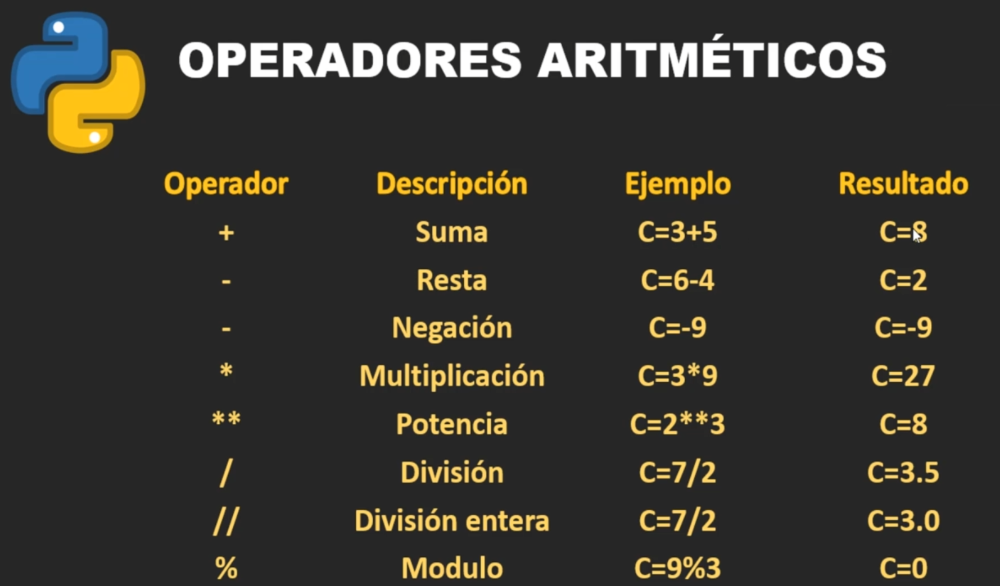 OPERADORES ARITMÉTICOS
Operador Descripción Ejemplo Resultado
+ Suma C=3+5 C=8
- Resta C=6-4 C=2
- Negación C=-9 C=-9
* Multiplicación C=3*9 C=27
** Potencia C=2**3 C=8
/ División C=7/2 C=3.5
// División entera C=7/2 C=3.0
% Modulo C=9%3 C=0